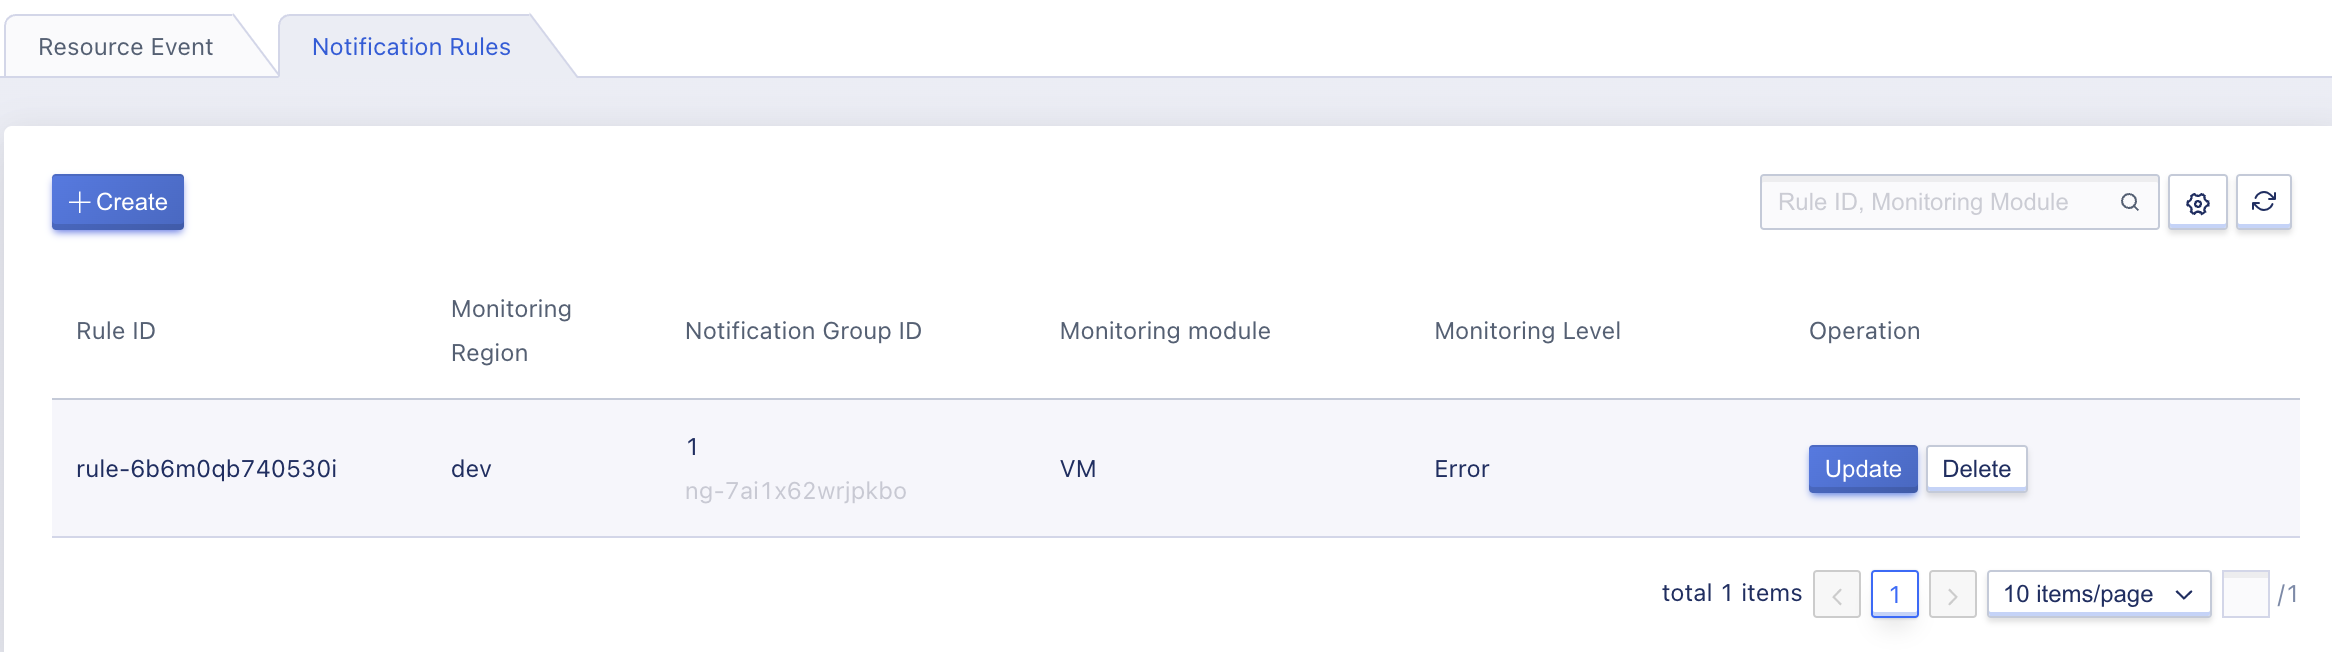 Resource Event
Notification Rules
Create
Rule ID, Monitoring Module
Rule ID
Monitoring
Region
Notification Group ID
Monitoring module
Monitoring Level
Operation
rule-6b6m0qb740530i
dev
1
ng-7ai1x62wrjpkbo
VM
Error
Update
Delete
total 1 items
1
10 items/page
/1